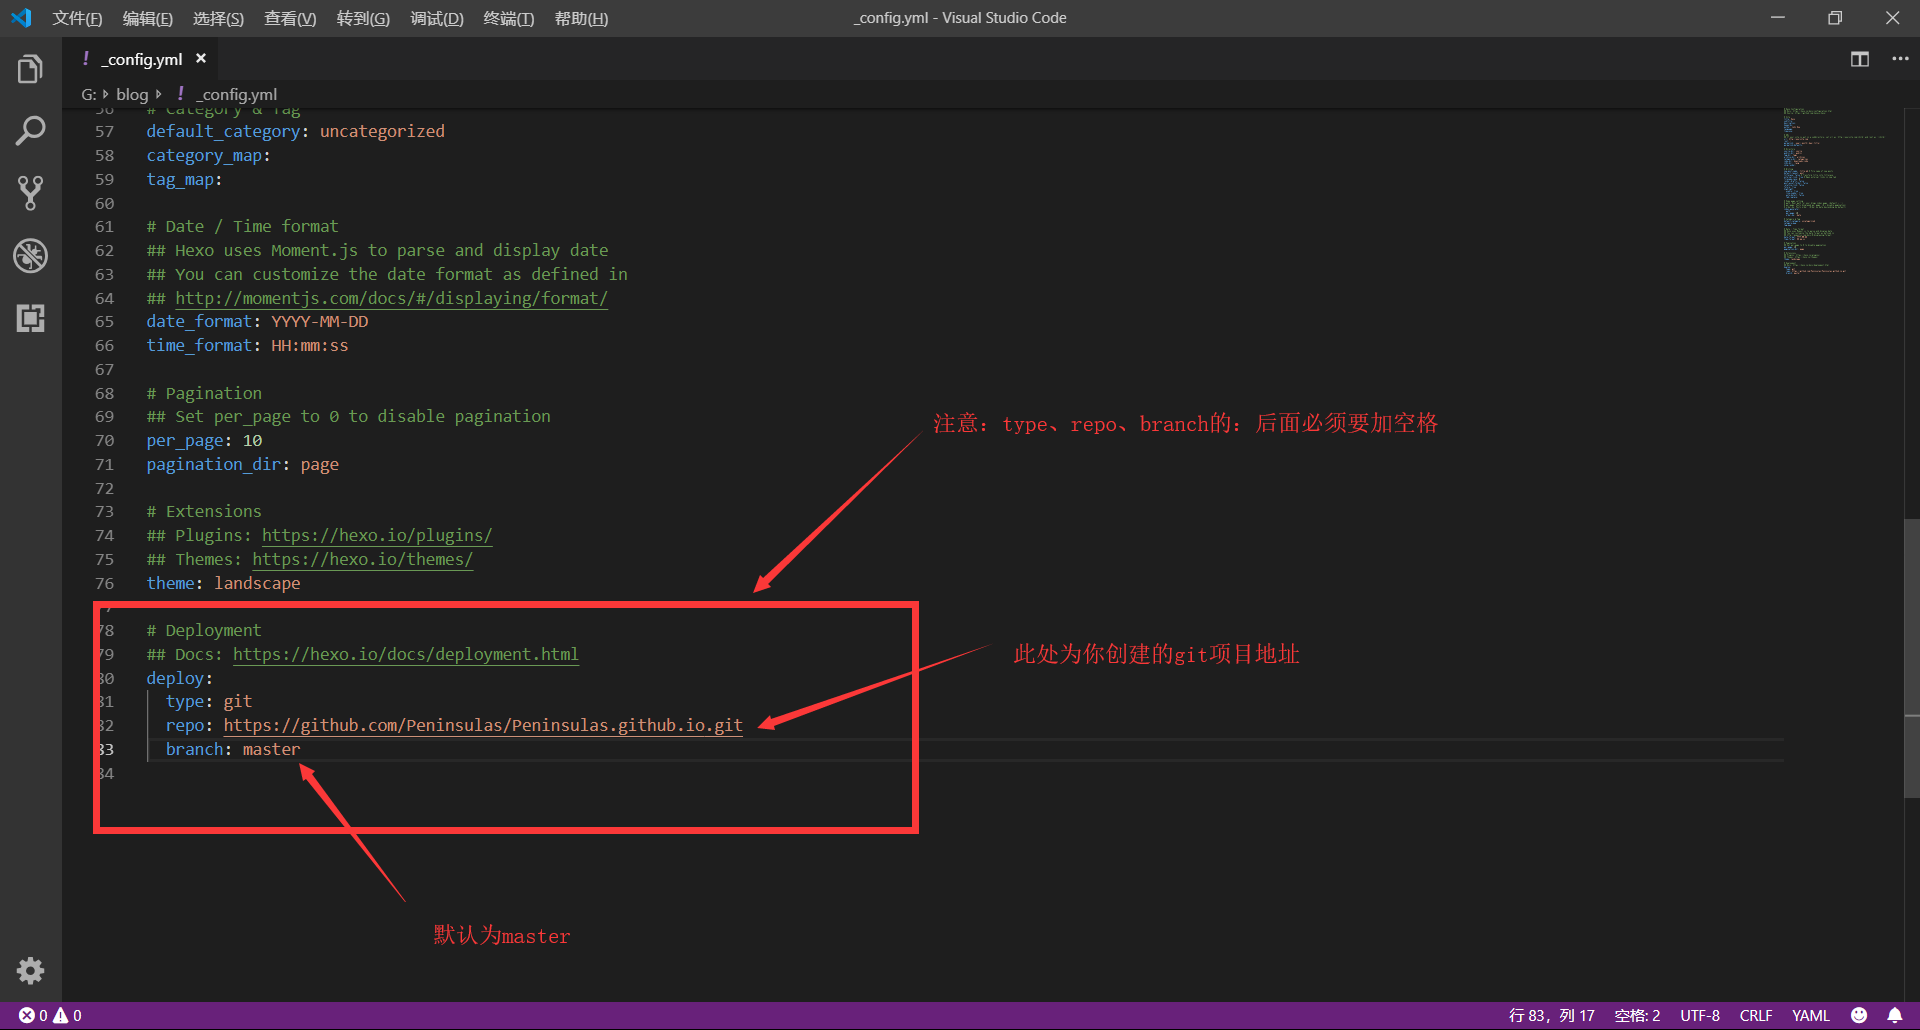 文件(F) 编辑(E) 选择(S) 查看(V) 转到(G) 调试(D) 终端(T) 帮助(H) _config.yml - Visual Studio Code
! _config.yml ×
G: blog ! _config.yml
56 # Category & Tag
57 default_category: uncategorized
58 category_map:
59 tag_map:
60
61 # Date / Time format
62 ## Hexo uses Moment.js to parse and display date
63 ## You can customize the date format as defined in
64 ## http://momentjs.com/docs/#/displaying/format/
65 date_format: YYYY-MM-DD
66 time_format: HH:mm:ss
67
68 # Pagination
69 ## Set per_page to 0 to disable pagination
70 per_page: 10
71 pagination_dir: page
72
73 # Extensions
74 ## Plugins: https://hexo.io/plugins/
75 ## Themes: https://hexo.io/themes/
76 theme: landscape
78 # Deployment
79 ## Docs: https://hexo.io/docs/deployment.html
80 deploy:
81 type: git
82 repo: https://github.com/Peninsulas/Peninsulas.github.io.git
83 branch: master
84
注意: type、repo、branch的: 后面必须要加空格
此处为你创建的git项目地址
默认为master
0 0 行 83，列 17 空格: 2 UTF-8 CRLF YAML